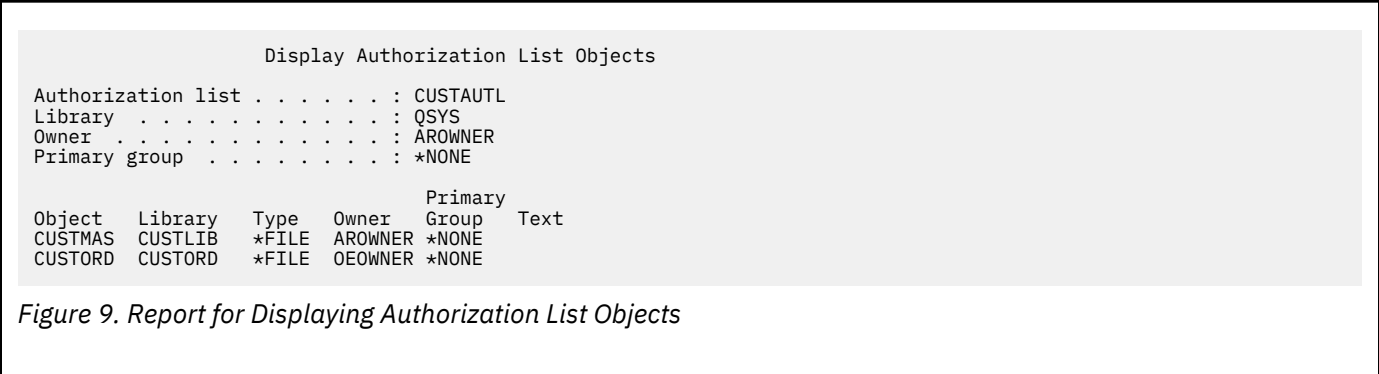 Display Authorization List Objects
Authorization list . . . . . . : CUSTAUTL
Library . . . . . . . . . . . : QSYS
Owner . . . . . . . . . . . . : AROWNER
Primary group . . . . . . . . : *NONE
Primary
Object Library Type Owner Group Text
CUSTMAS CUSTLIB *FILE AROWNER *NONE
CUSTORD CUSTORD *FILE OEOWNER *NONE
Figure 9. Report for Displaying Authorization List Objects